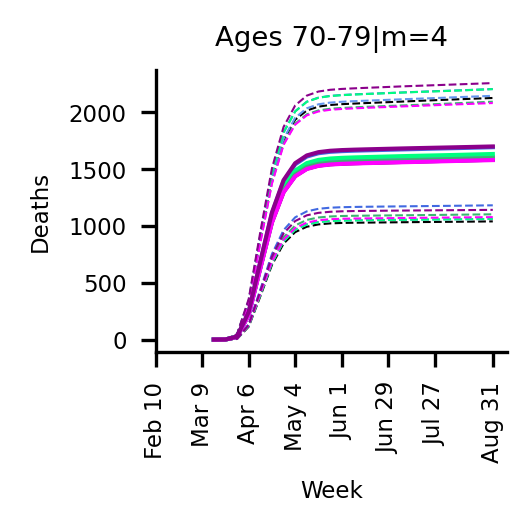 Ages 70-79|m=4
Deaths
2000
1500
1000
500
0
Feb 10
Mar 9
Apr 6
May 4
Jun 1
Jun 29
Jul 27
Aug 31
Week